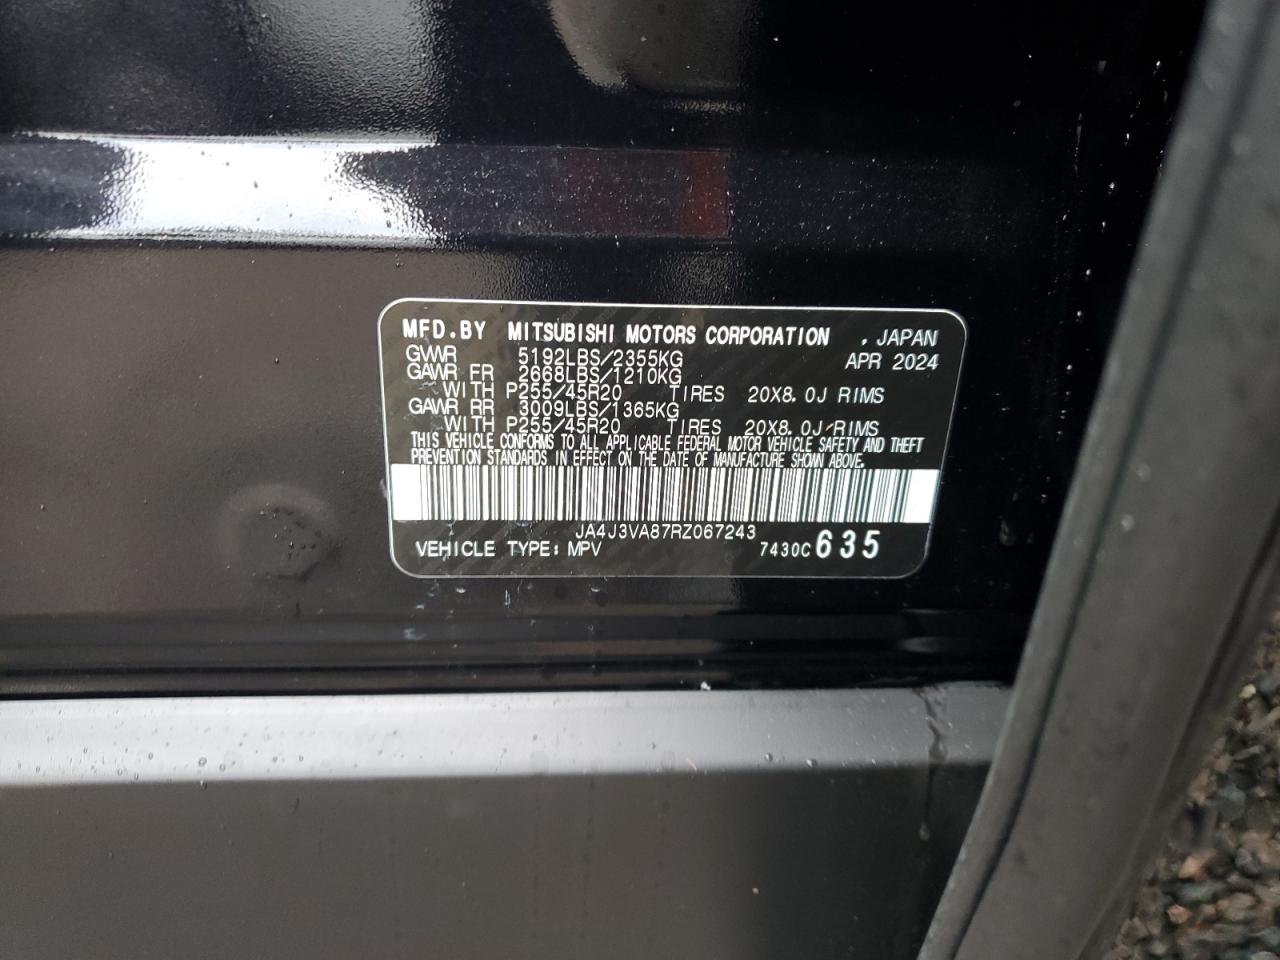 MFD.BY MITSUBISHI MOTORS CORPORATION , JAPAN
GVWR 5192LBS/2355KG APR 2024
GAWR FR 2668LBS/1210KG
WITH P255/45R20 TIRES 20X8.0J RIMS
GAWR RR 3009LBS/1365KG
WITH P255/45R20 TIRES 20X8.0J RIMS
THIS VEHICLE CONFORMS TO ALL APPLICABLE FEDERAL MOTOR VEHICLE SAFETY AND THEFT
PREVENTION STANDARDS IN EFFECT ON THE DATE OF MANUFACTURE SHOWN ABOVE.
JA4J3VA87RZ067243
VEHICLE TYPE: MPV 7430C635